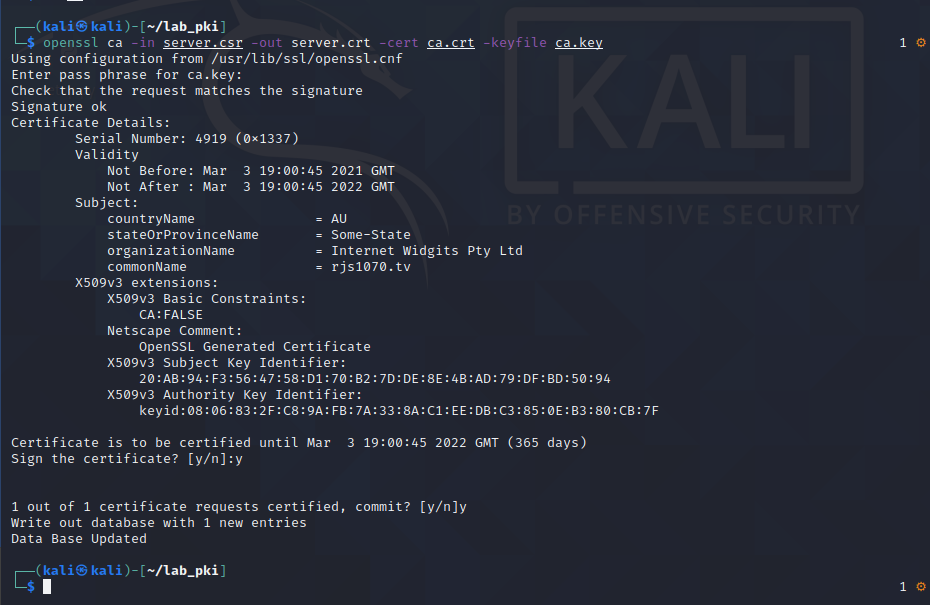 ┌──(kali㉿kali)-[~/lab_pki]
└─$ openssl ca -in server.csr -out server.crt -cert ca.crt -keyfile ca.key 1 ⚙
Using configuration from /usr/lib/ssl/openssl.cnf
Enter pass phrase for ca.key:
Check that the request matches the signature
Signature ok
Certificate Details:
        Serial Number: 4919 (0×1337)
        Validity
            Not Before: Mar  3 19:00:45 2021 GMT
            Not After : Mar  3 19:00:45 2022 GMT
        Subject:
            countryName               = AU
            stateOrProvinceName       = Some-State
            organizationName          = Internet Widgits Pty Ltd
            commonName                = rjs1070.tv
        X509v3 extensions:
            X509v3 Basic Constraints:
                CA:FALSE
            Netscape Comment:
                OpenSSL Generated Certificate
            X509v3 Subject Key Identifier:
                20:AB:94:F3:56:47:58:D1:70:B2:7D:DE:8E:4B:AD:79:DF:BD:50:94
            X509v3 Authority Key Identifier:
                keyid:08:06:83:2F:C8:9A:FB:7A:33:8A:C1:EE:DB:C3:85:0E:B3:80:CB:7F
Certificate is to be certified until Mar  3 19:00:45 2022 GMT (365 days)
Sign the certificate? [y/n]:y
1 out of 1 certificate requests certified, commit? [y/n]y
Write out database with 1 new entries
Data Base Updated
┌──(kali㉿kali)-[~/lab_pki]
└─$ 1 ⚙
KALI
BY OFFENSIVE SECURITY